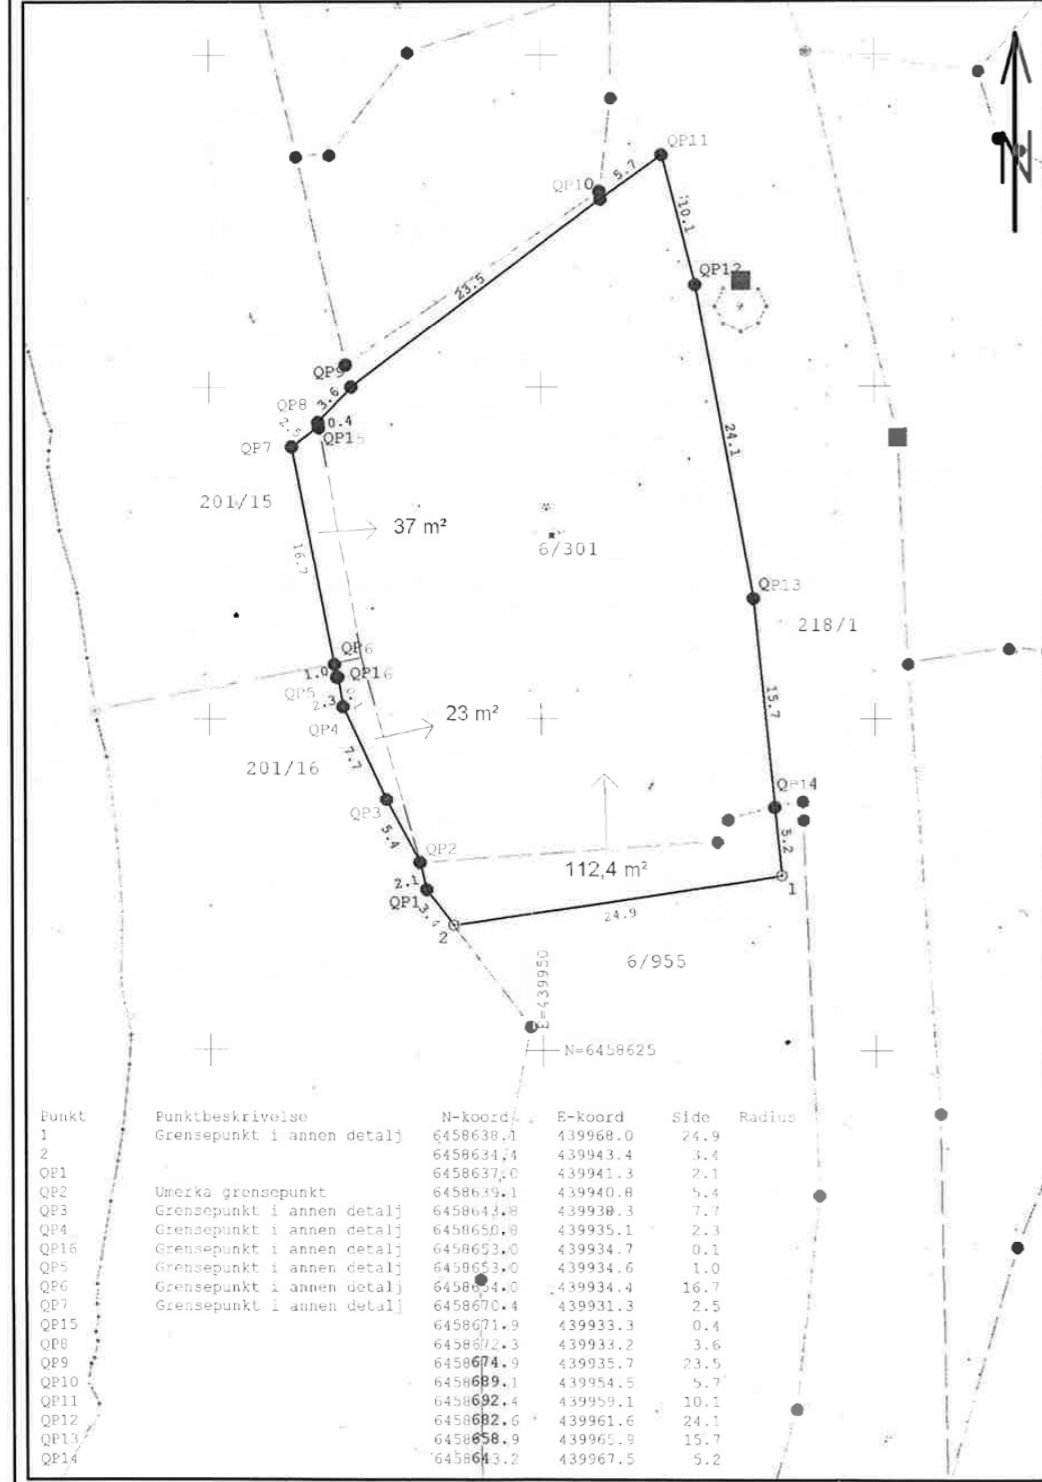 N
QP11
5.7
QP10
10.1
QP12
23.5
QP9
3.6
QP8
0.4
2.5
QP15
QP7
24.1
201/15
37 m²
6/301
16.7
QP13
218/1
QP6
1.0
QP16
QP5
0.1
2.3
15.7
QP4
23 m²
7.7
201/16
QP14
QP3
5.4
5.2
QP2
112,4 m²
2.1
1
QP1
3.4
24.9
2
6/955
E=439950
N=6458625
Punkt Punktbeskrivelse N-koord E-koord Side Radius
1 Grensepunkt i annen detalj 6458638.1 439968.0 24.9
2 6458634.4 439943.4 3.4
QP1 6458637.0 439941.3 2.1
QP2 Umerka grensepunkt 6458639.1 439940.8 5.4
QP3 Grensepunkt i annen detalj 6458643.8 439938.3 7.7
QP4 Grensepunkt i annen detalj 6458650.8 439935.1 2.3
QP16 Grensepunkt i annen detalj 6458653.0 439934.7 0.1
QP5 Grensepunkt i annen detalj 6458653.0 439934.6 1.0
QP6 Grensepunkt i annen detalj 6458654.0 439934.4 16.7
QP7 Grensepunkt i annen detalj 6458670.4 439931.3 2.5
QP15 6458671.9 439933.3 0.4
QP8 6458672.3 439933.2 3.6
QP9 6458674.9 439935.7 23.5
QP10 6458689.1 439954.5 5.7
QP11 6458692.4 439959.1 10.1
QP12 6458682.6 439961.6 24.1
QP13 6458658.9 439965.9 15.7
QP14 6458643.2 439967.5 5.2